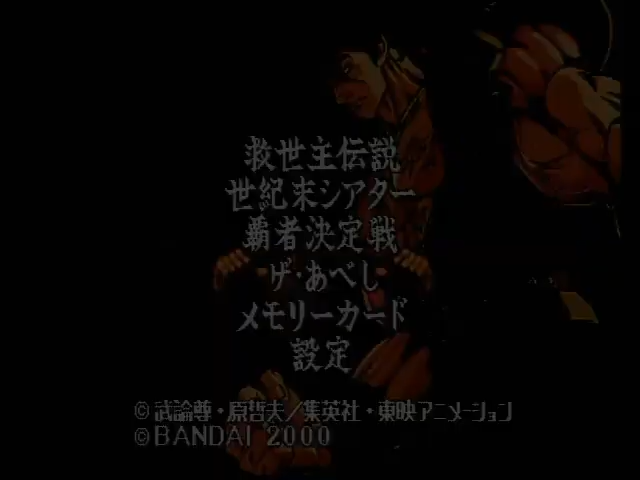 救世主伝説
世紀末シアター
覇者決定戦
ザ・あべし
メモリーカード
設定
©武論尊・原哲夫／集英社・東映アニメーション
©BANDAI 2000